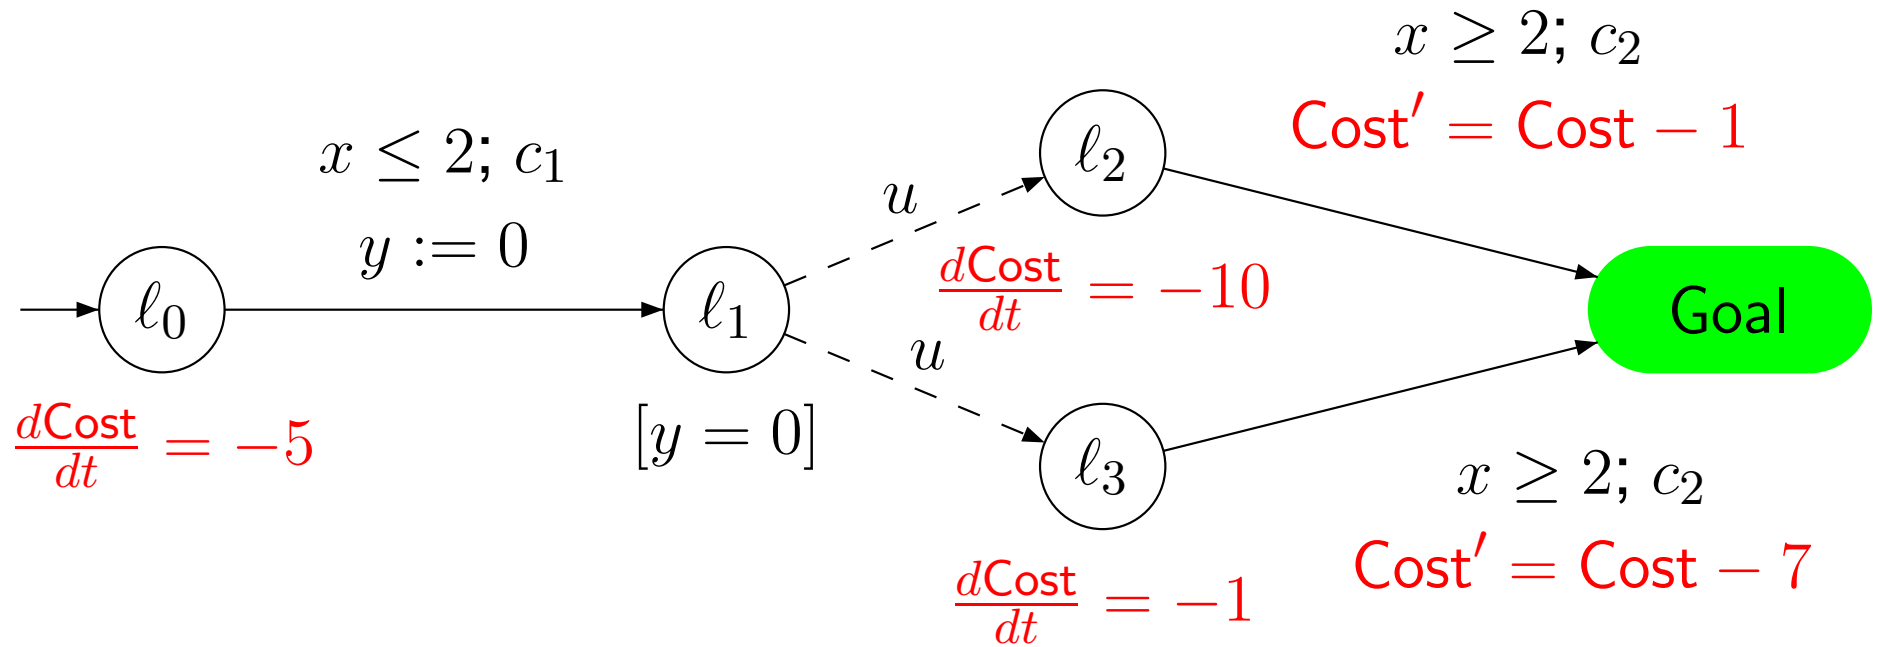 x ≥ 2; c₂
Cost′ = Cost − 1
x ≤ 2; c₁
y := 0
u
ℓ₂
dCost/dt = −10
ℓ₀
ℓ₁
Goal
u
dCost/dt = −5
[y = 0]
ℓ₃
x ≥ 2; c₂
Cost′ = Cost − 7
dCost/dt = −1